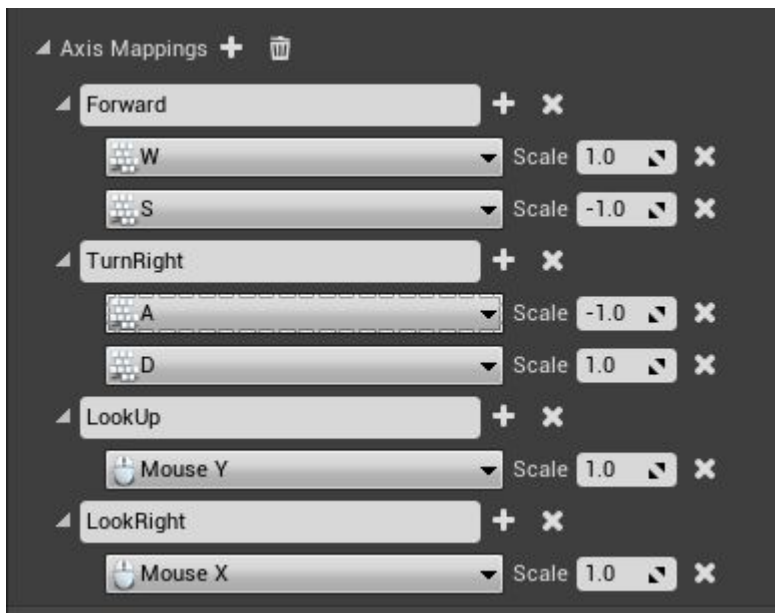 Axis Mappings
Forward
W Scale 1.0
S Scale -1.0
TurnRight
A Scale -1.0
D Scale 1.0
LookUp
Mouse Y Scale 1.0
LookRight
Mouse X Scale 1.0